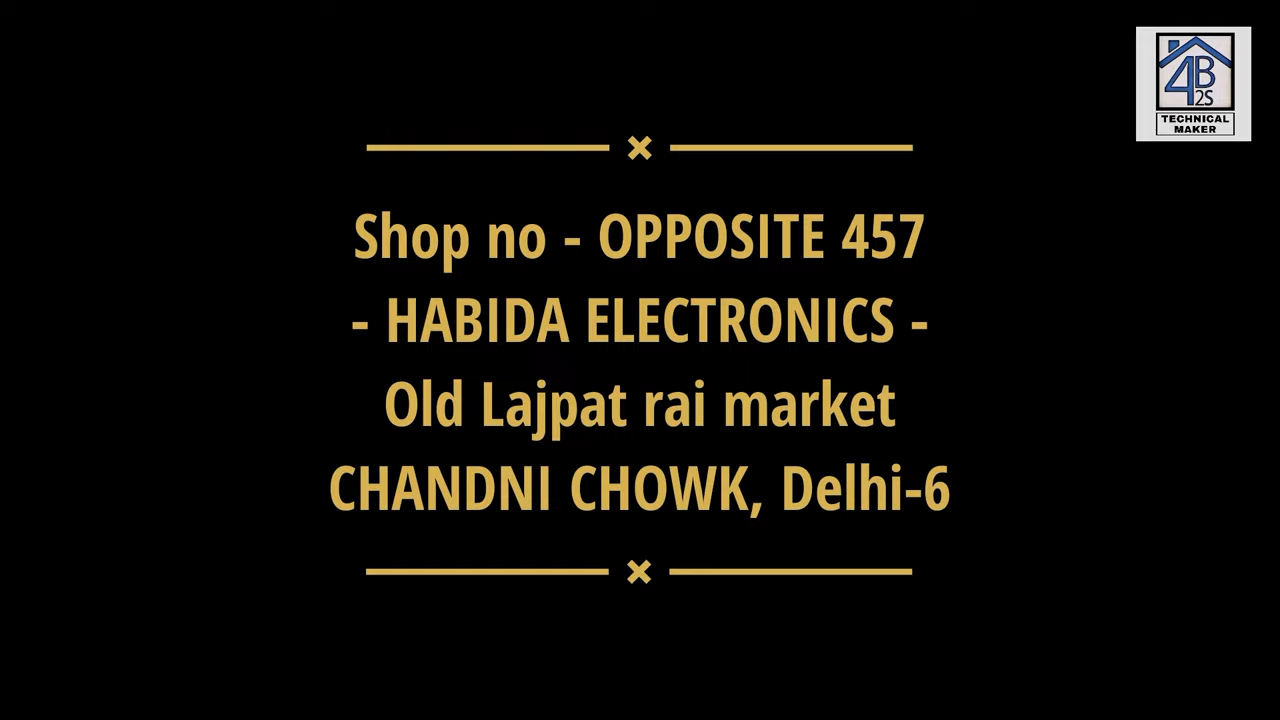 4B
2S
TECHNICAL
MAKER
Shop no - OPPOSITE 457
- HABIDA ELECTRONICS -
Old Lajpat rai market
CHANDNI CHOWK, Delhi-6